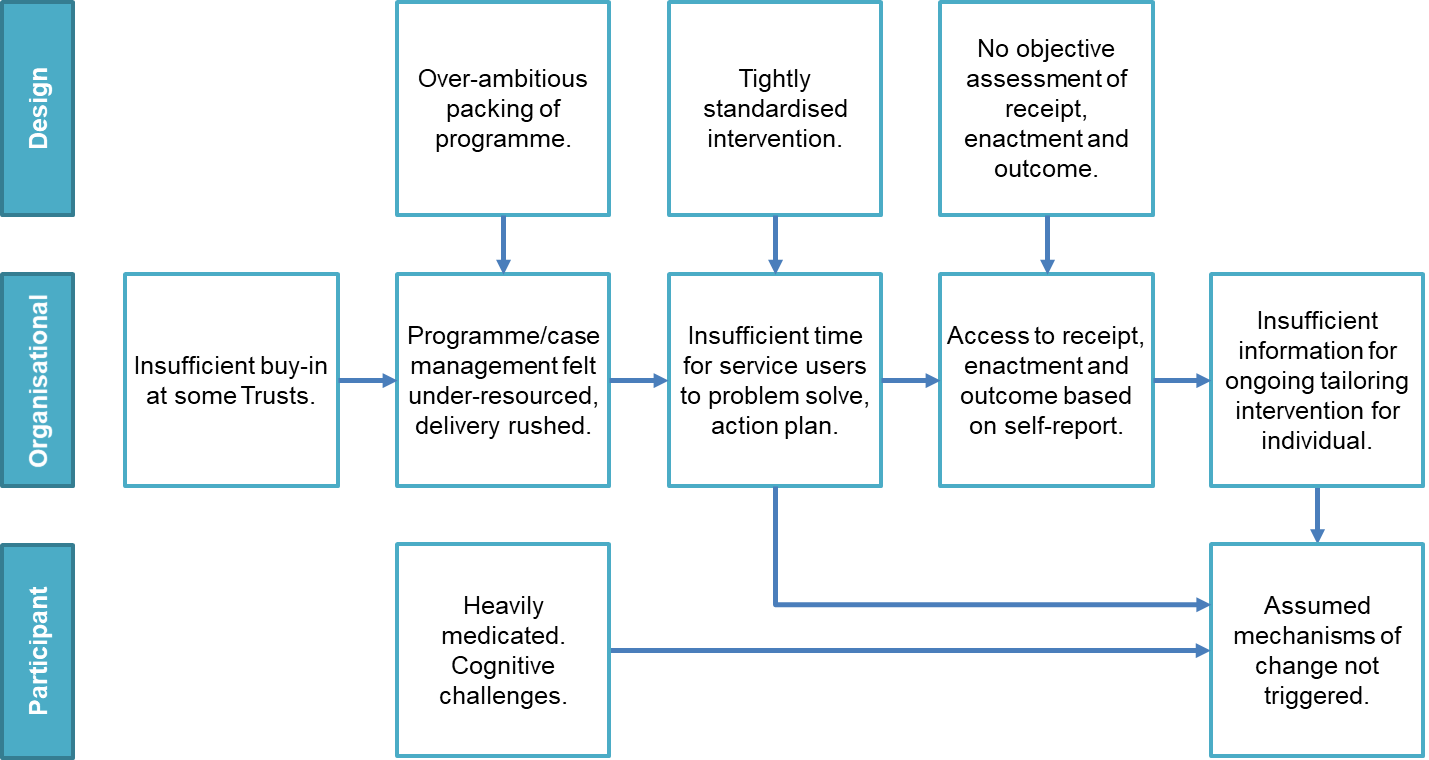 Design
Over-ambitious
packing of
programme.
Tightly
standardised
intervention.
No objective
assessment of
receipt,
enactment and
outcome.
Organisational
Insufficient buy-in
at some Trusts.
Programme/case
management felt
under-resourced,
delivery rushed.
Insufficient time
for service users
to problem solve,
action plan.
Access to receipt,
enactment and
outcome based
on self-report.
Insufficient
information for
ongoing tailoring
intervention for
individual.
Participant
Heavily
medicated.
Cognitive
challenges.
Assumed
mechanisms of
change not
triggered.